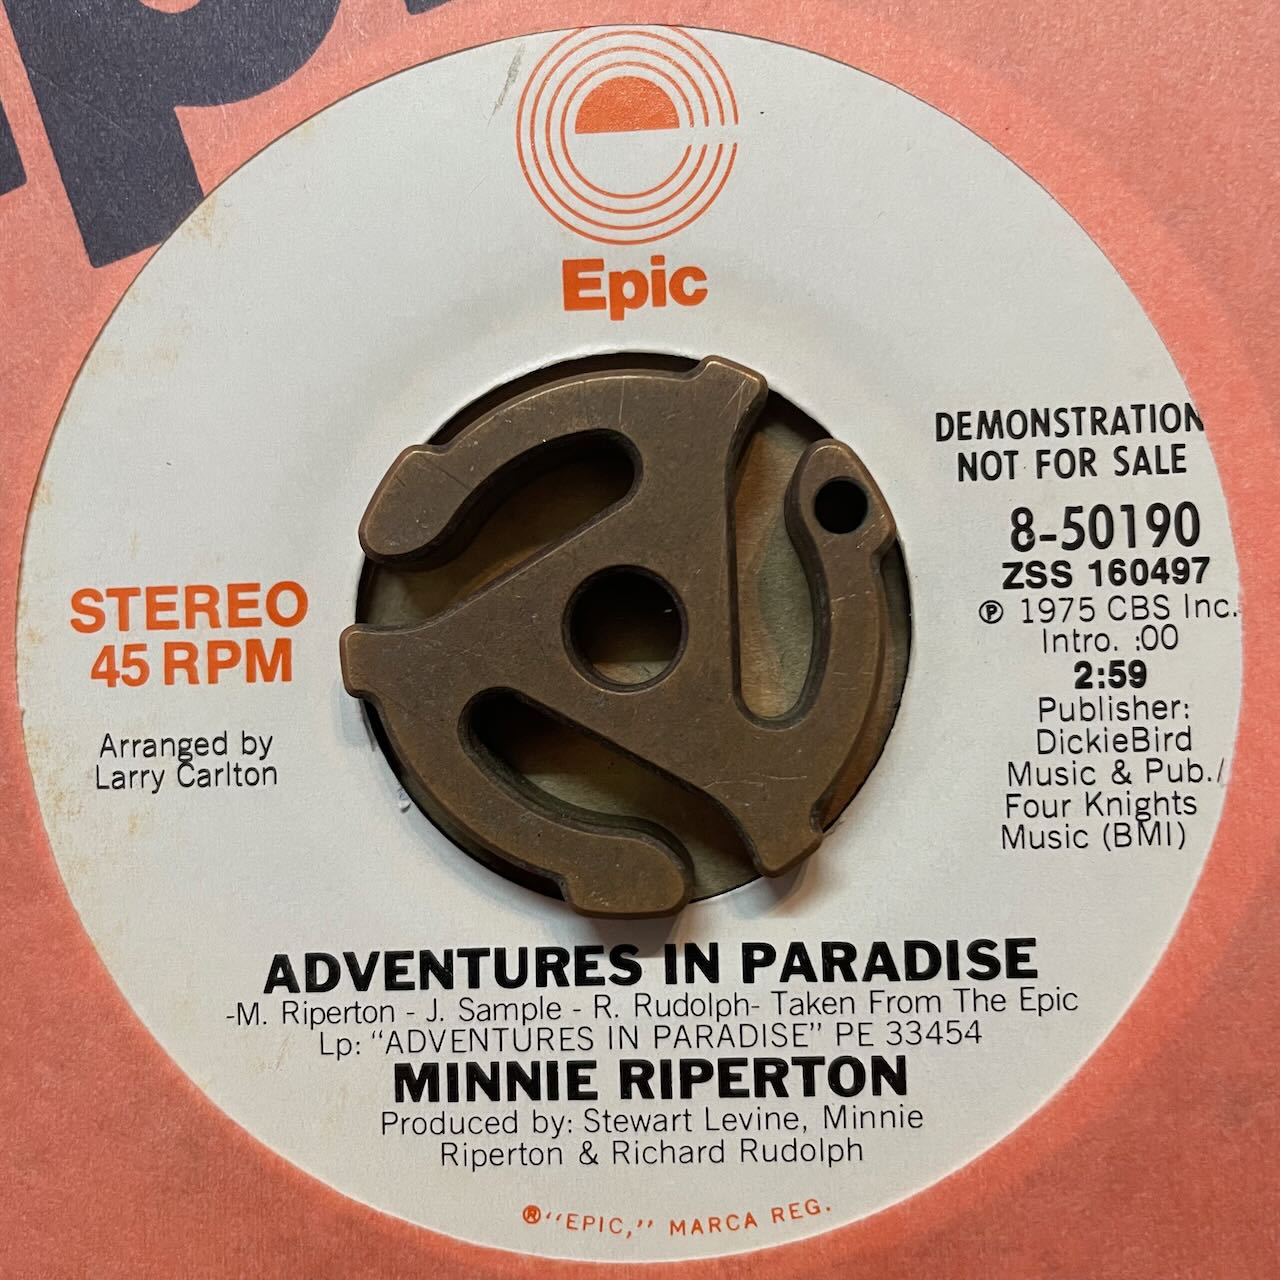 Epic
DEMONSTRATION
NOT FOR SALE
8-50190
ZSS 160497
℗ 1975 CBS Inc.
Intro. :00
2:59
Publisher:
DickieBird
Music & Pub./
Four Knights
Music (BMI)
STEREO
45 RPM
Arranged by
Larry Carlton
ADVENTURES IN PARADISE
-M. Riperton - J. Sample - R. Rudolph- Taken From The Epic
Lp: “ADVENTURES IN PARADISE” PE 33454
MINNIE RIPERTON
Produced by: Stewart Levine, Minnie
Riperton & Richard Rudolph
®“EPIC,” MARCA REG.